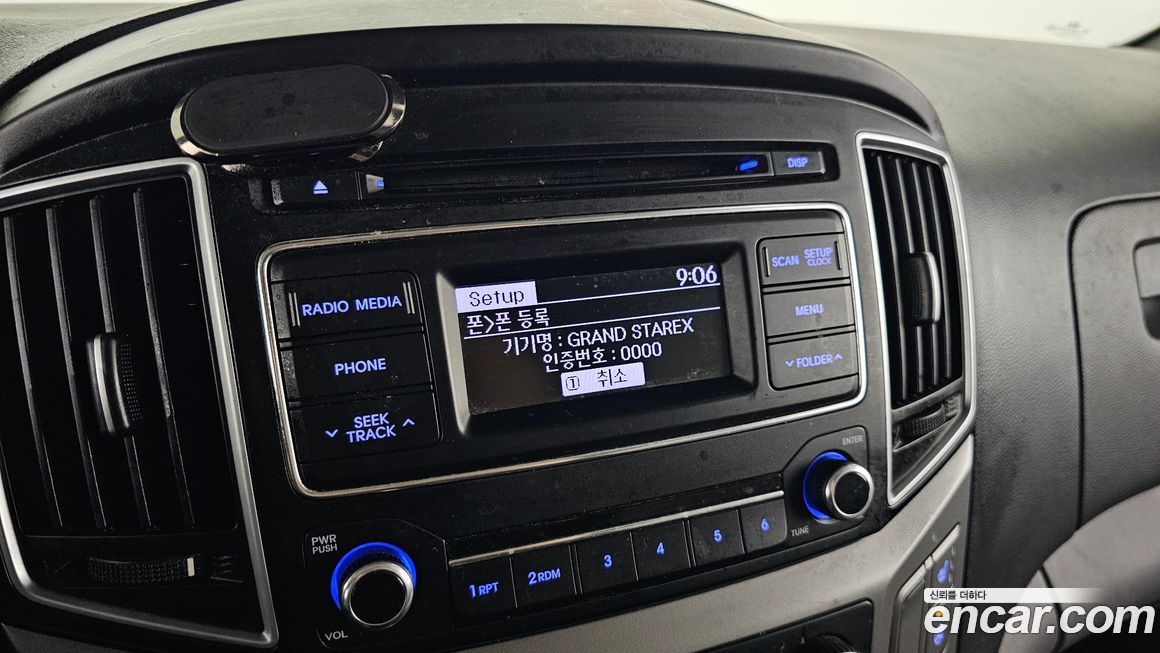 DISP
9:06
Setup
폰>폰 등록
기기명 : GRAND STAREX
인증번호 : 0000
① 취소
RADIO MEDIA
PHONE
SEEK
TRACK
SCAN
SETUP
CLOCK
MENU
FOLDER
ENTER
TUNE
PWR
PUSH
VOL
1 RPT
2 RDM
3
4
5
6
신뢰를 더하다
encar.com